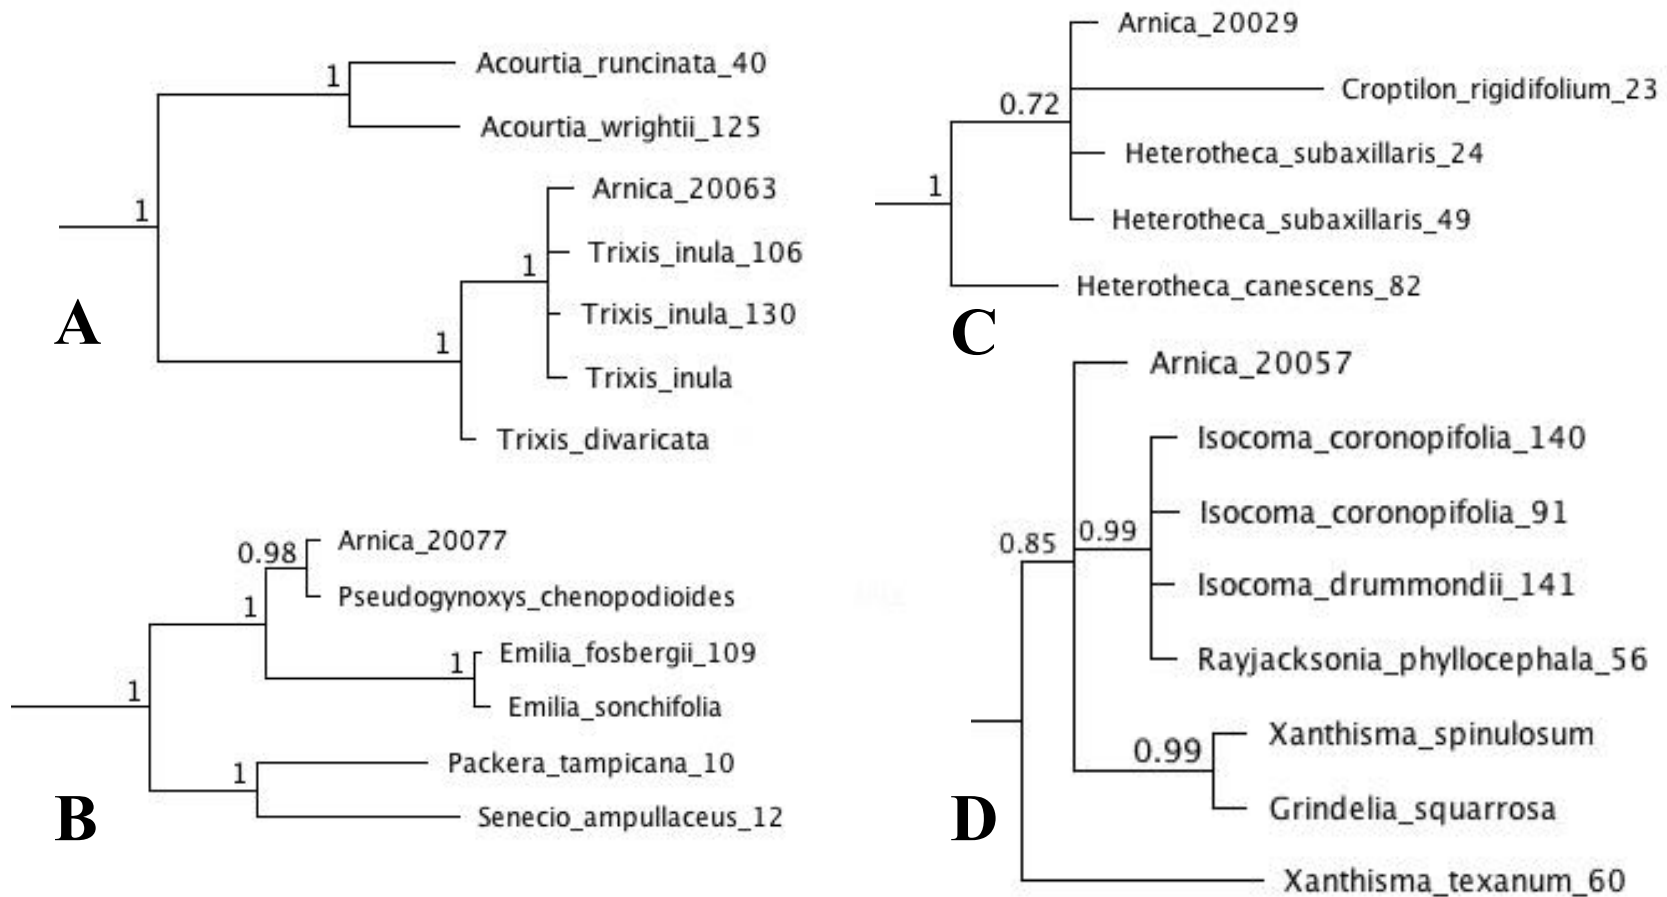 Acourtia_runcinata_40
1
Acourtia_wrightii_125
Arnica_20063
1
Trixis_inula_106
1
Trixis_inula_130
1
Trixis_inula
Trixis_divaricata
A
Arnica_20077
0.98
Pseudogynoxys_chenopodioides
1
Emilia_fosbergii_109
1
Emilia_sonchifolia
1
Packera_tampicana_10
1
Senecio_ampullaceus_12
B
Arnica_20029
Croptilon_rigidifolium_23
0.72
Heterotheca_subaxillaris_24
1
Heterotheca_subaxillaris_49
Heterotheca_canescens_82
C
Arnica_20057
Isocoma_coronopifolia_140
Isocoma_coronopifolia_91
0.99
0.85
Isocoma_drummondii_141
Rayjacksonia_phyllocephala_56
Xanthisma_spinulosum
0.99
Grindelia_squarrosa
D
Xanthisma_texanum_60